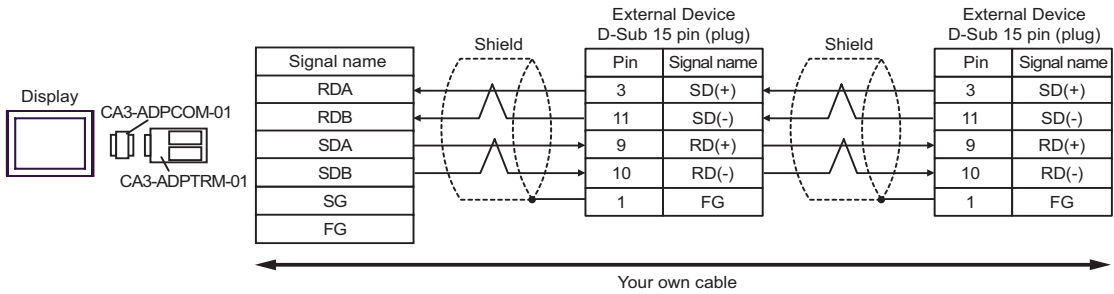 External Device
D-Sub 15 pin (plug)
External Device
D-Sub 15 pin (plug)
Shield
Shield
Signal name
Pin Signal name
Pin Signal name
RDA 3 SD(+) 3 SD(+)
Display
CA3-ADPCOM-01
RDB 11 SD(-) 11 SD(-)
SDA 9 RD(+) 9 RD(+)
SDB 10 RD(-) 10 RD(-)
CA3-ADPTRM-01
SG 1 FG 1 FG
FG
Your own cable